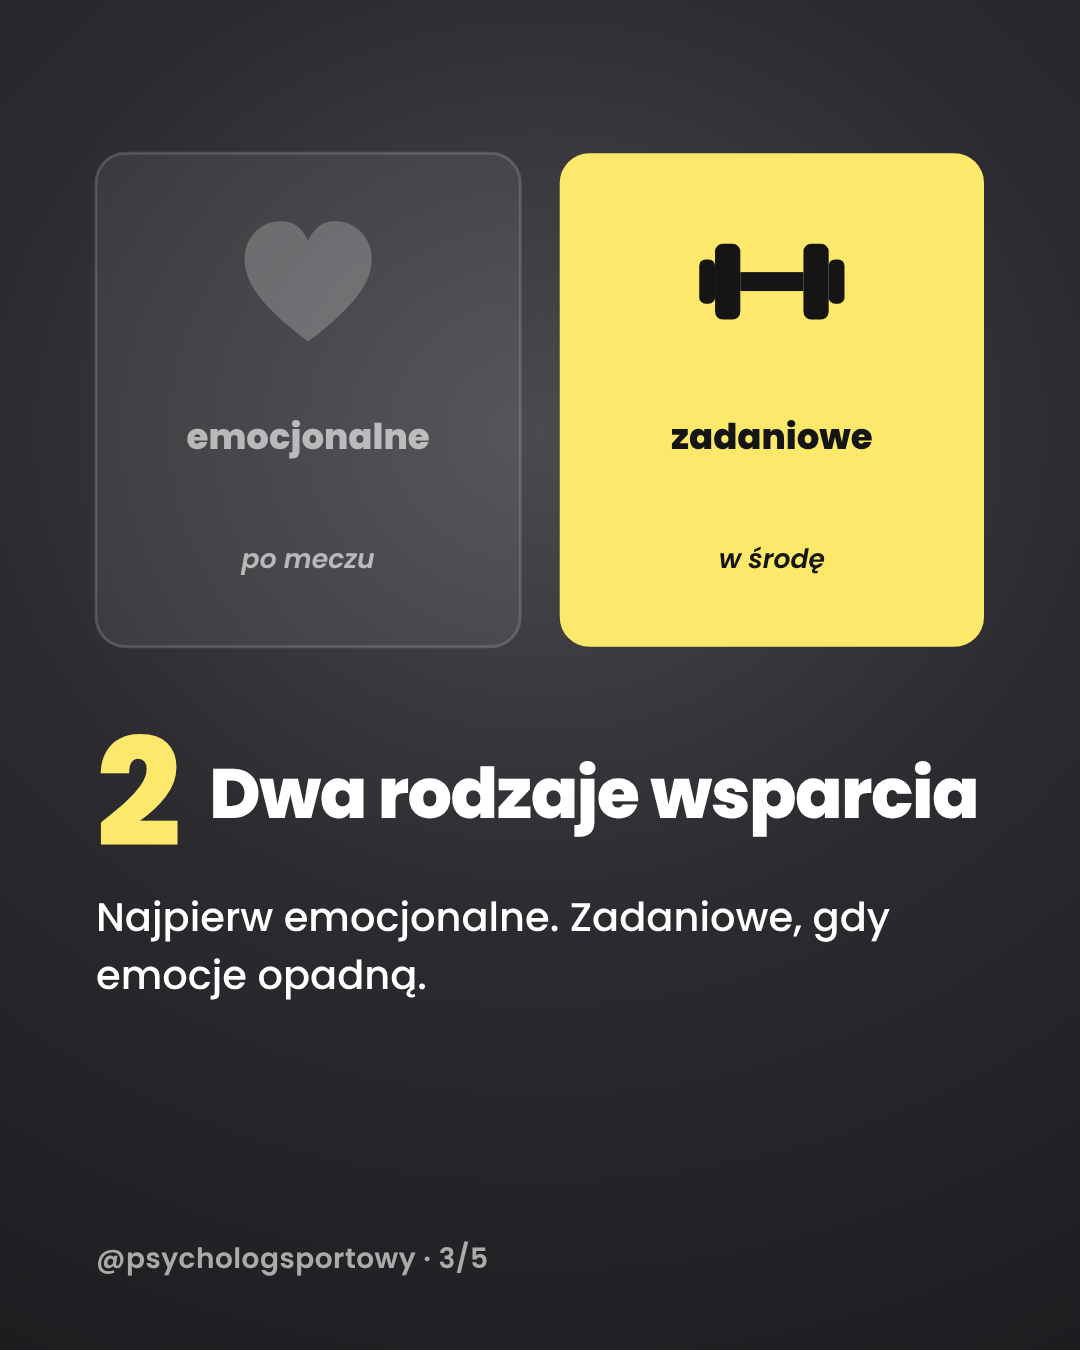 emocjonalne
po meczu
zadaniowe
w środę
2 Dwa rodzaje wsparcia
Najpierw emocjonalne. Zadaniowe, gdy
emocje opadną.
@psychologsportowy · 3/5